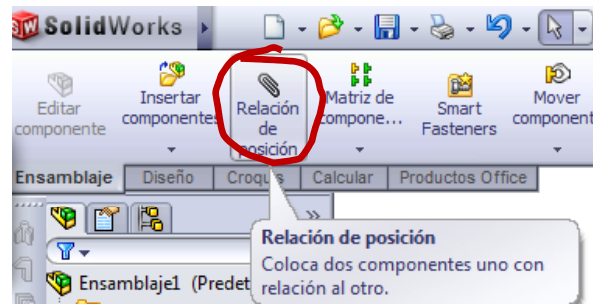 SolidWorks
Editar componente
Insertar componentes
Relación de posición
Matriz de compone...
Smart Fasteners
Mover component
Ensamblaje
Diseño
Croquis
Calcular
Productos Office
Relación de posición
Coloca dos componentes uno con
relación al otro.
Ensamblaje1 (Predet